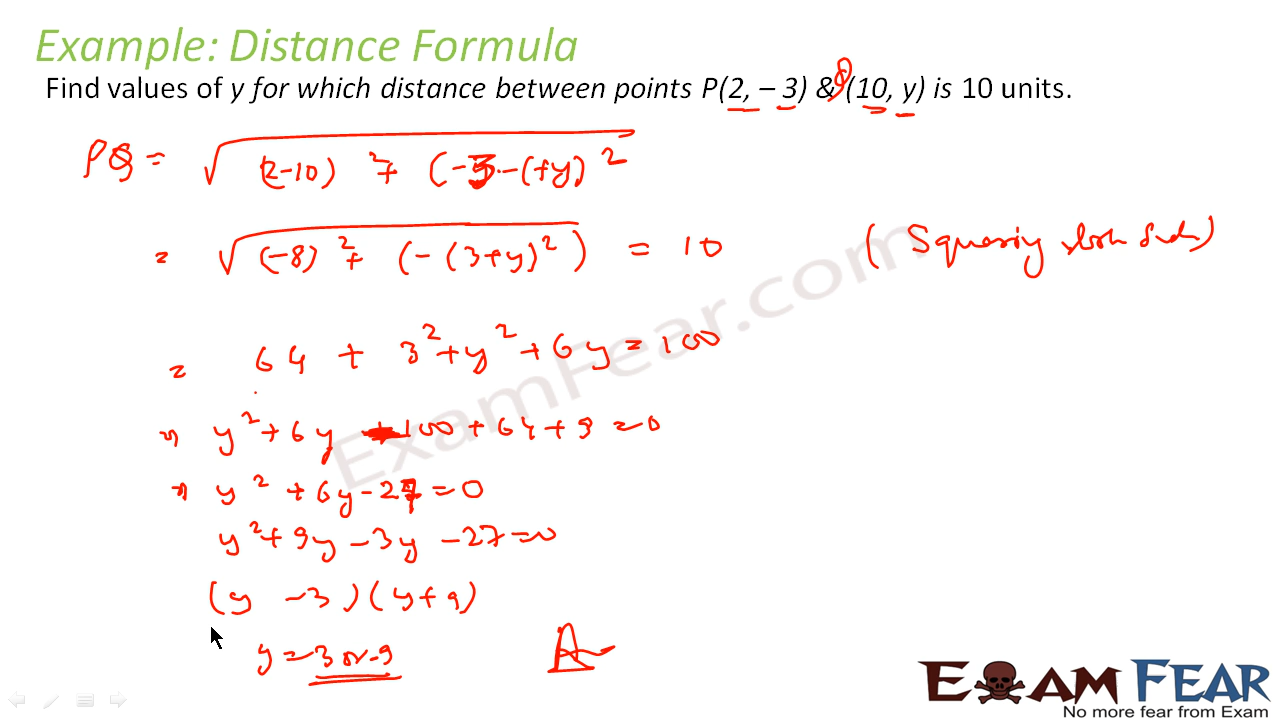 Example: Distance Formula
Find values of y for which distance between points P(2, – 3) & Q(10, y) is 10 units.
PQ = √(2-10)² + (-3-(+y)²
= √(-8)² + (-(3+y)²) = 10 (Squaring both sides)
= 64 + 3² + y² + 6y = 100
⇒ y² + 6y - 100 + 64 + 9 = 0
⇒ y² + 6y - 27 = 0
y² + 9y - 3y - 27 = 0
(y - 3)(y + 9)
y = 3 or -9
ExamFear.com
EXAM FEAR
No more fear from Exam